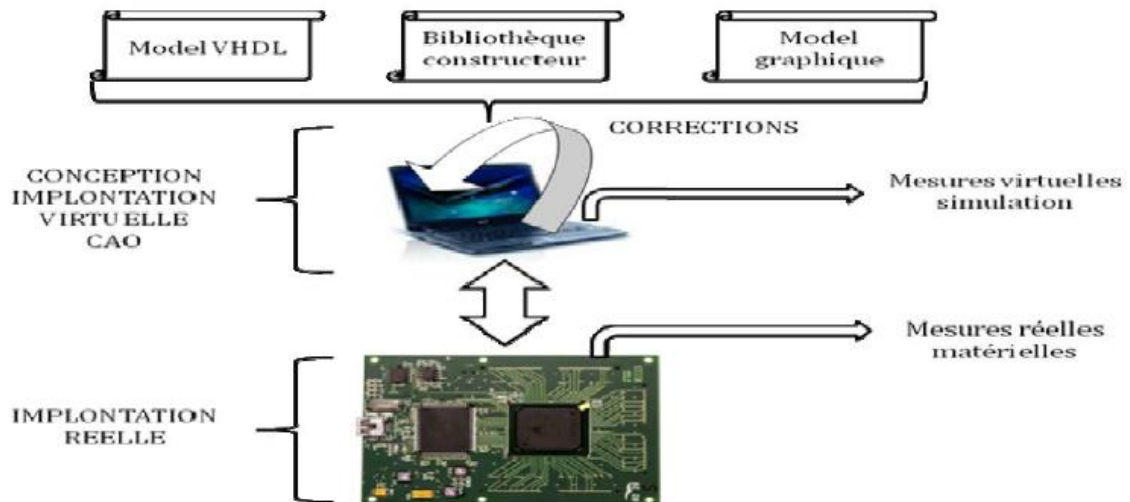 Model VHDL
Bibliothèque
constructeur
Model
graphique
CORRECTIONS
CONCEPTION
IMPLONTATION
VIRTUELLE
CAO
Mesures virtuelles
simulation
Mesures réelles
matérielles
IMPLONTATION
REELLE